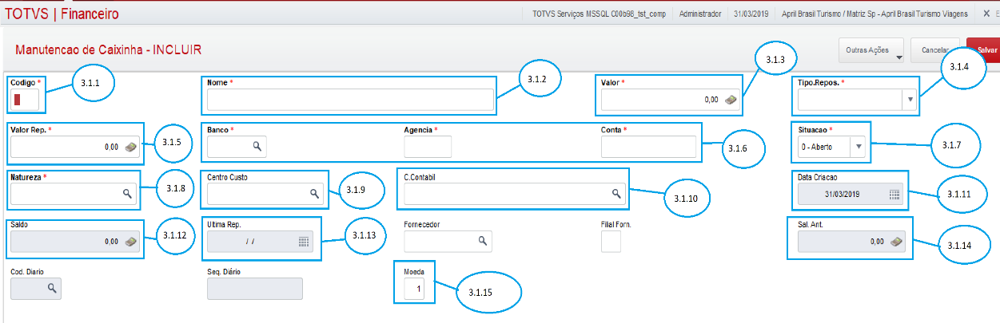 TOTVS | Financeiro
TOTVS Serviços MSSQL C00b98_tst_comp Administrador 31/03/2019 April Brasil Turismo / Matriz Sp - April Brasil Turismo Viagens X E
Manutencao de Caixinha - INCLUIR
Outras Ações Cancelar Salvar
3.1.1 3.1.2 3.1.3 3.1.4
Codigo * Nome * Valor * Tipo.Repos. *
0,00
Valor Rep. * Banco * Agencia * Conta * Situacao *
0,00 3.1.5 3.1.6 0 - Aberto 3.1.7
Natureza * Centro Custo C.Contabil Data Criacao
3.1.8 3.1.9 3.1.10 31/03/2019 3.1.11
Saldo Ultima Rep. Fornecedor Filial Forn. Sal. Ant.
0,00 3.1.12 / / 3.1.13 0,00 3.1.14
Cod. Diario Seq. Diário Moeda
1 3.1.15